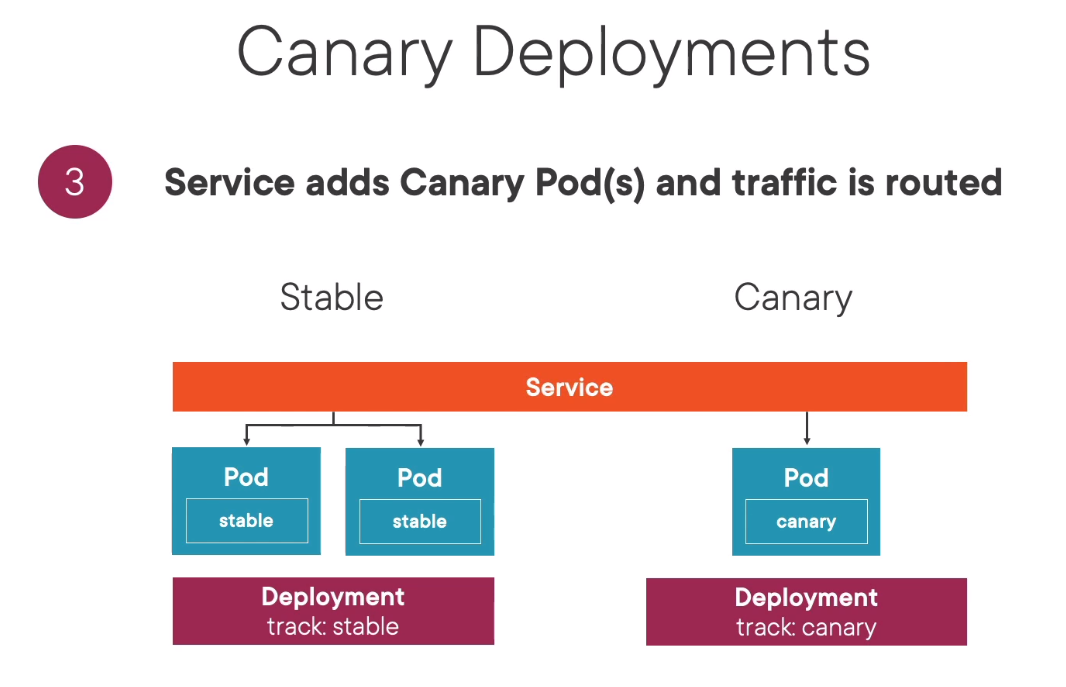 Canary Deployments
3
Service adds Canary Pod(s) and traffic is routed
Stable
Canary
Service
Pod
stable
Pod
stable
Pod
canary
Deployment
track: stable
Deployment
track: canary